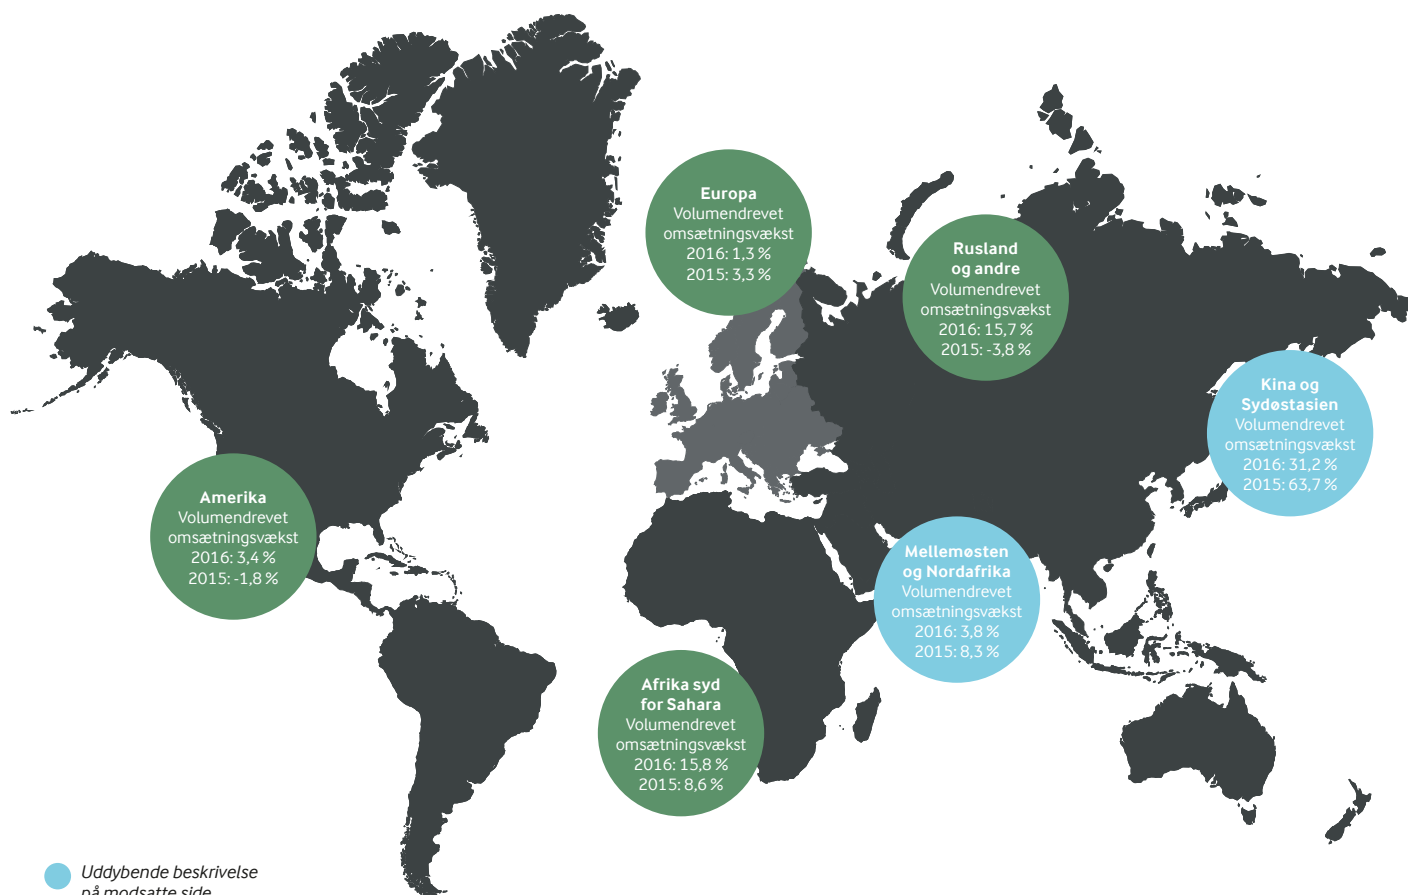 Europa
Volumendrevet
omsætningsvækst
2016: 1,3 %
2015: 3,3 %
Rusland
og andre
Volumendrevet
omsætningsvækst
2016: 15,7 %
2015: -3,8 %
Kina og
Sydøstasien
Volumendrevet
omsætningsvækst
2016: 31,2 %
2015: 63,7 %
Amerika
Volumendrevet
omsætningsvækst
2016: 3,4 %
2015: -1,8 %
Mellemøsten
og Nordafrika
Volumendrevet
omsætningsvækst
2016: 3,8 %
2015: 8,3 %
Afrika syd
for Sahara
Volumendrevet
omsætningsvækst
2016: 15,8 %
2015: 8,6 %
Uddybende beskrivelse
på modsatte side